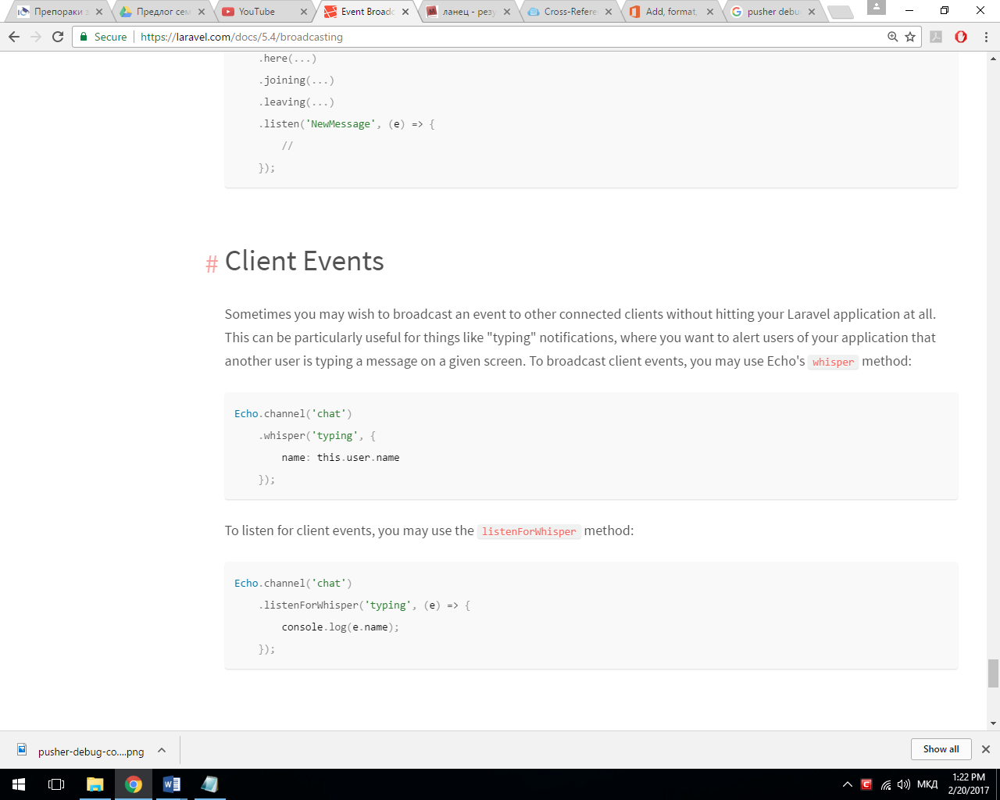 Препораки з
Предлог сем
YouTube
Event Broadc
ланец - резу
Cross-Refere
Add, format,
pusher debu
Secure
https://laravel.com/docs/5.4/broadcasting
.here(...)
.joining(...)
.leaving(...)
.listen('NewMessage', (e) => {
//
});
# Client Events
Sometimes you may wish to broadcast an event to other connected clients without hitting your Laravel application at all.
This can be particularly useful for things like "typing" notifications, where you want to alert users of your application that
another user is typing a message on a given screen. To broadcast client events, you may use Echo's whisper method:
Echo.channel('chat')
.whisper('typing', {
name: this.user.name
});
To listen for client events, you may use the listenForWhisper method:
Echo.channel('chat')
.listenForWhisper('typing', (e) => {
console.log(e.name);
});
pusher-debug-co....png
Show all
МКД
1:22 PM
2/20/2017